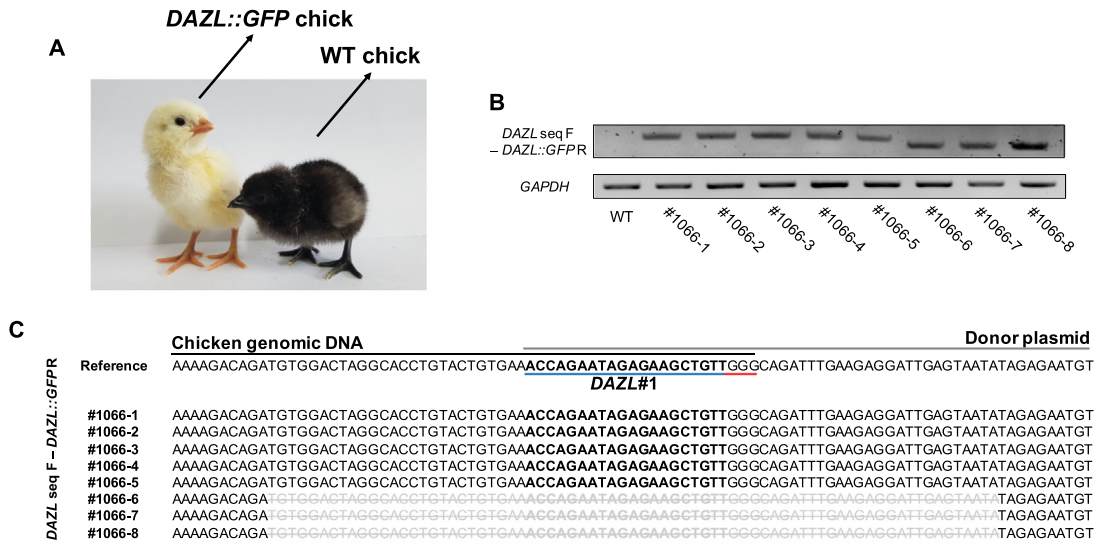 DAZL::GFP chick
A
WT chick
B
DAZL seq F
– DAZL::GFP R
GAPDH
WT
#1066-1
#1066-2
#1066-3
#1066-4
#1066-5
#1066-6
#1066-7
#1066-8
C
Chicken genomic DNA
Donor plasmid
DAZL seq F – DAZL::GFP R
Reference AAAAGACAGATGTGGACTAGGCACCTGTACTGTGAAACCAGAATAGAGAAGCTGTTGGGCAGATTTGAAGAGGATTGAGTAATATAGAGAATGT
DAZL#1
#1066-1 AAAAGACAGATGTGGACTAGGCACCTGTACTGTGAAACCAGAATAGAGAAGCTGTTGGGCAGATTTGAAGAGGATTGAGTAATATAGAGAATGT
#1066-2 AAAAGACAGATGTGGACTAGGCACCTGTACTGTGAAACCAGAATAGAGAAGCTGTTGGGCAGATTTGAAGAGGATTGAGTAATATAGAGAATGT
#1066-3 AAAAGACAGATGTGGACTAGGCACCTGTACTGTGAAACCAGAATAGAGAAGCTGTTGGGCAGATTTGAAGAGGATTGAGTAATATAGAGAATGT
#1066-4 AAAAGACAGATGTGGACTAGGCACCTGTACTGTGAAACCAGAATAGAGAAGCTGTTGGGCAGATTTGAAGAGGATTGAGTAATATAGAGAATGT
#1066-5 AAAAGACAGATGTGGACTAGGCACCTGTACTGTGAAACCAGAATAGAGAAGCTGTTGGGCAGATTTGAAGAGGATTGAGTAATATAGAGAATGT
#1066-6 AAAAGACAGATGTGGACTAGGCACCTGTACTGTGAAACCAGAATAGAGAAGCTGTTGGGCAGATTTGAAGAGGATTGAGTAATATAGAGAATGT
#1066-7 AAAAGACAGATGTGGACTAGGCACCTGTACTGTGAAACCAGAATAGAGAAGCTGTTGGGCAGATTTGAAGAGGATTGAGTAATATAGAGAATGT
#1066-8 AAAAGACAGATGTGGACTAGGCACCTGTACTGTGAAACCAGAATAGAGAAGCTGTTGGGCAGATTTGAAGAGGATTGAGTAATATAGAGAATGT